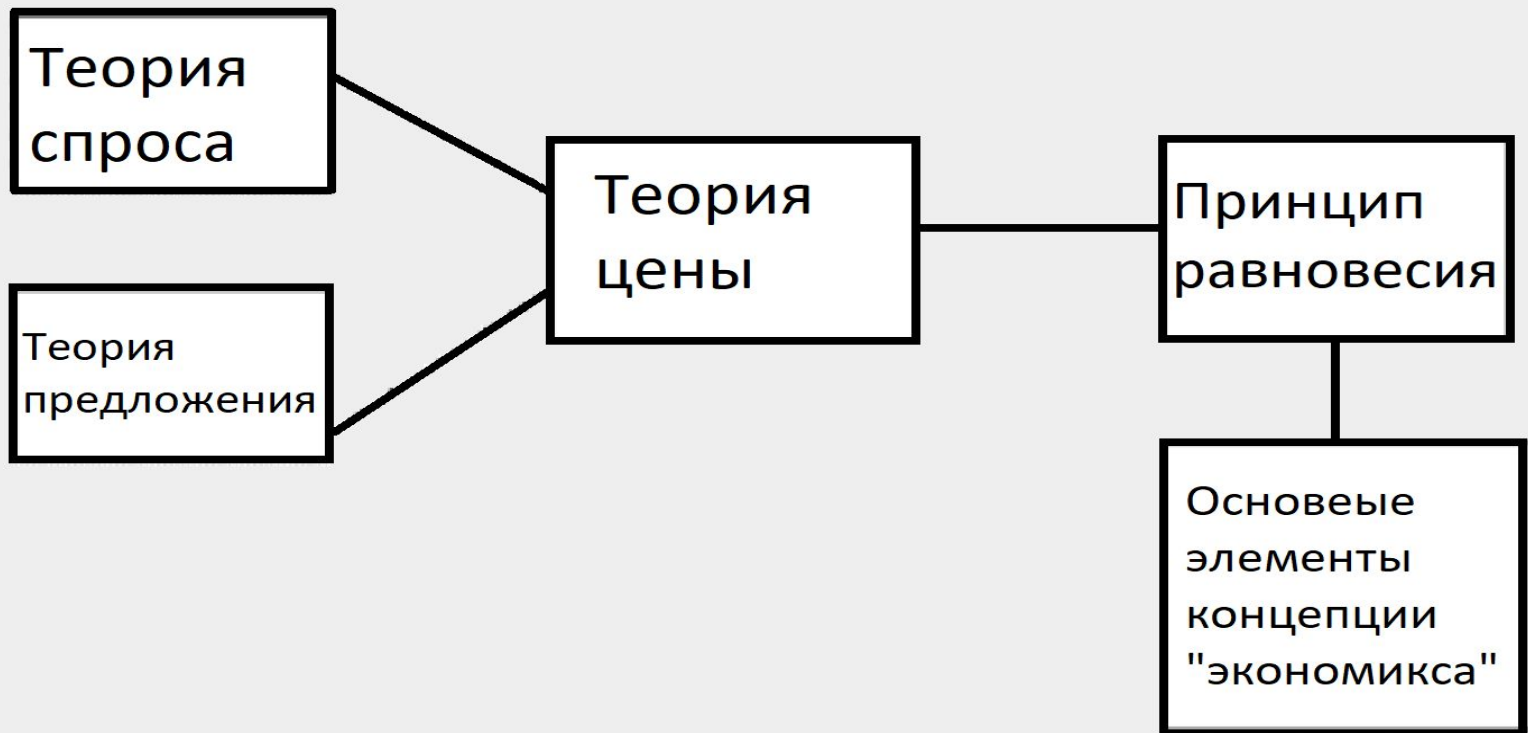 Теория
спроса
Теория
предложения
Теория
цены
Принцип
равновесия
Основеые
элементы
концепции
"экономикса"